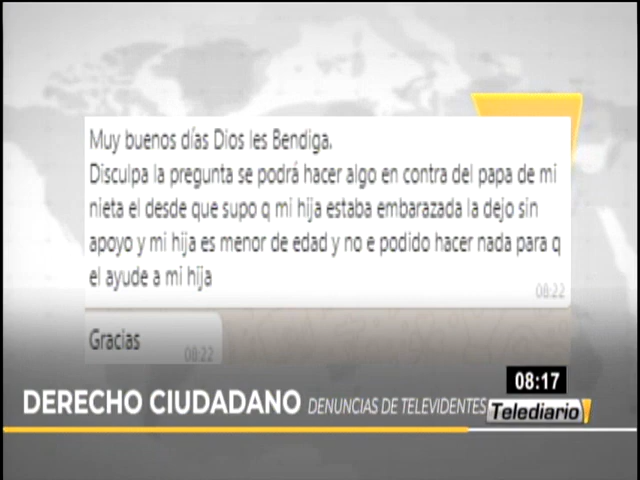 Muy buenos días Dios les Bendiga.
Disculpa la pregunta se podrá hacer algo en contra del papa de mi
nieta el desde que supo q mi hija estaba embarazada la dejo sin
apoyo y mi hija es menor de edad y no e podido hacer nada para q
el ayude a mi hija
08:22
Gracias
08:22
08:17
DERECHO CIUDADANO DENUNCIAS DE TELEVIDENTES Telediario